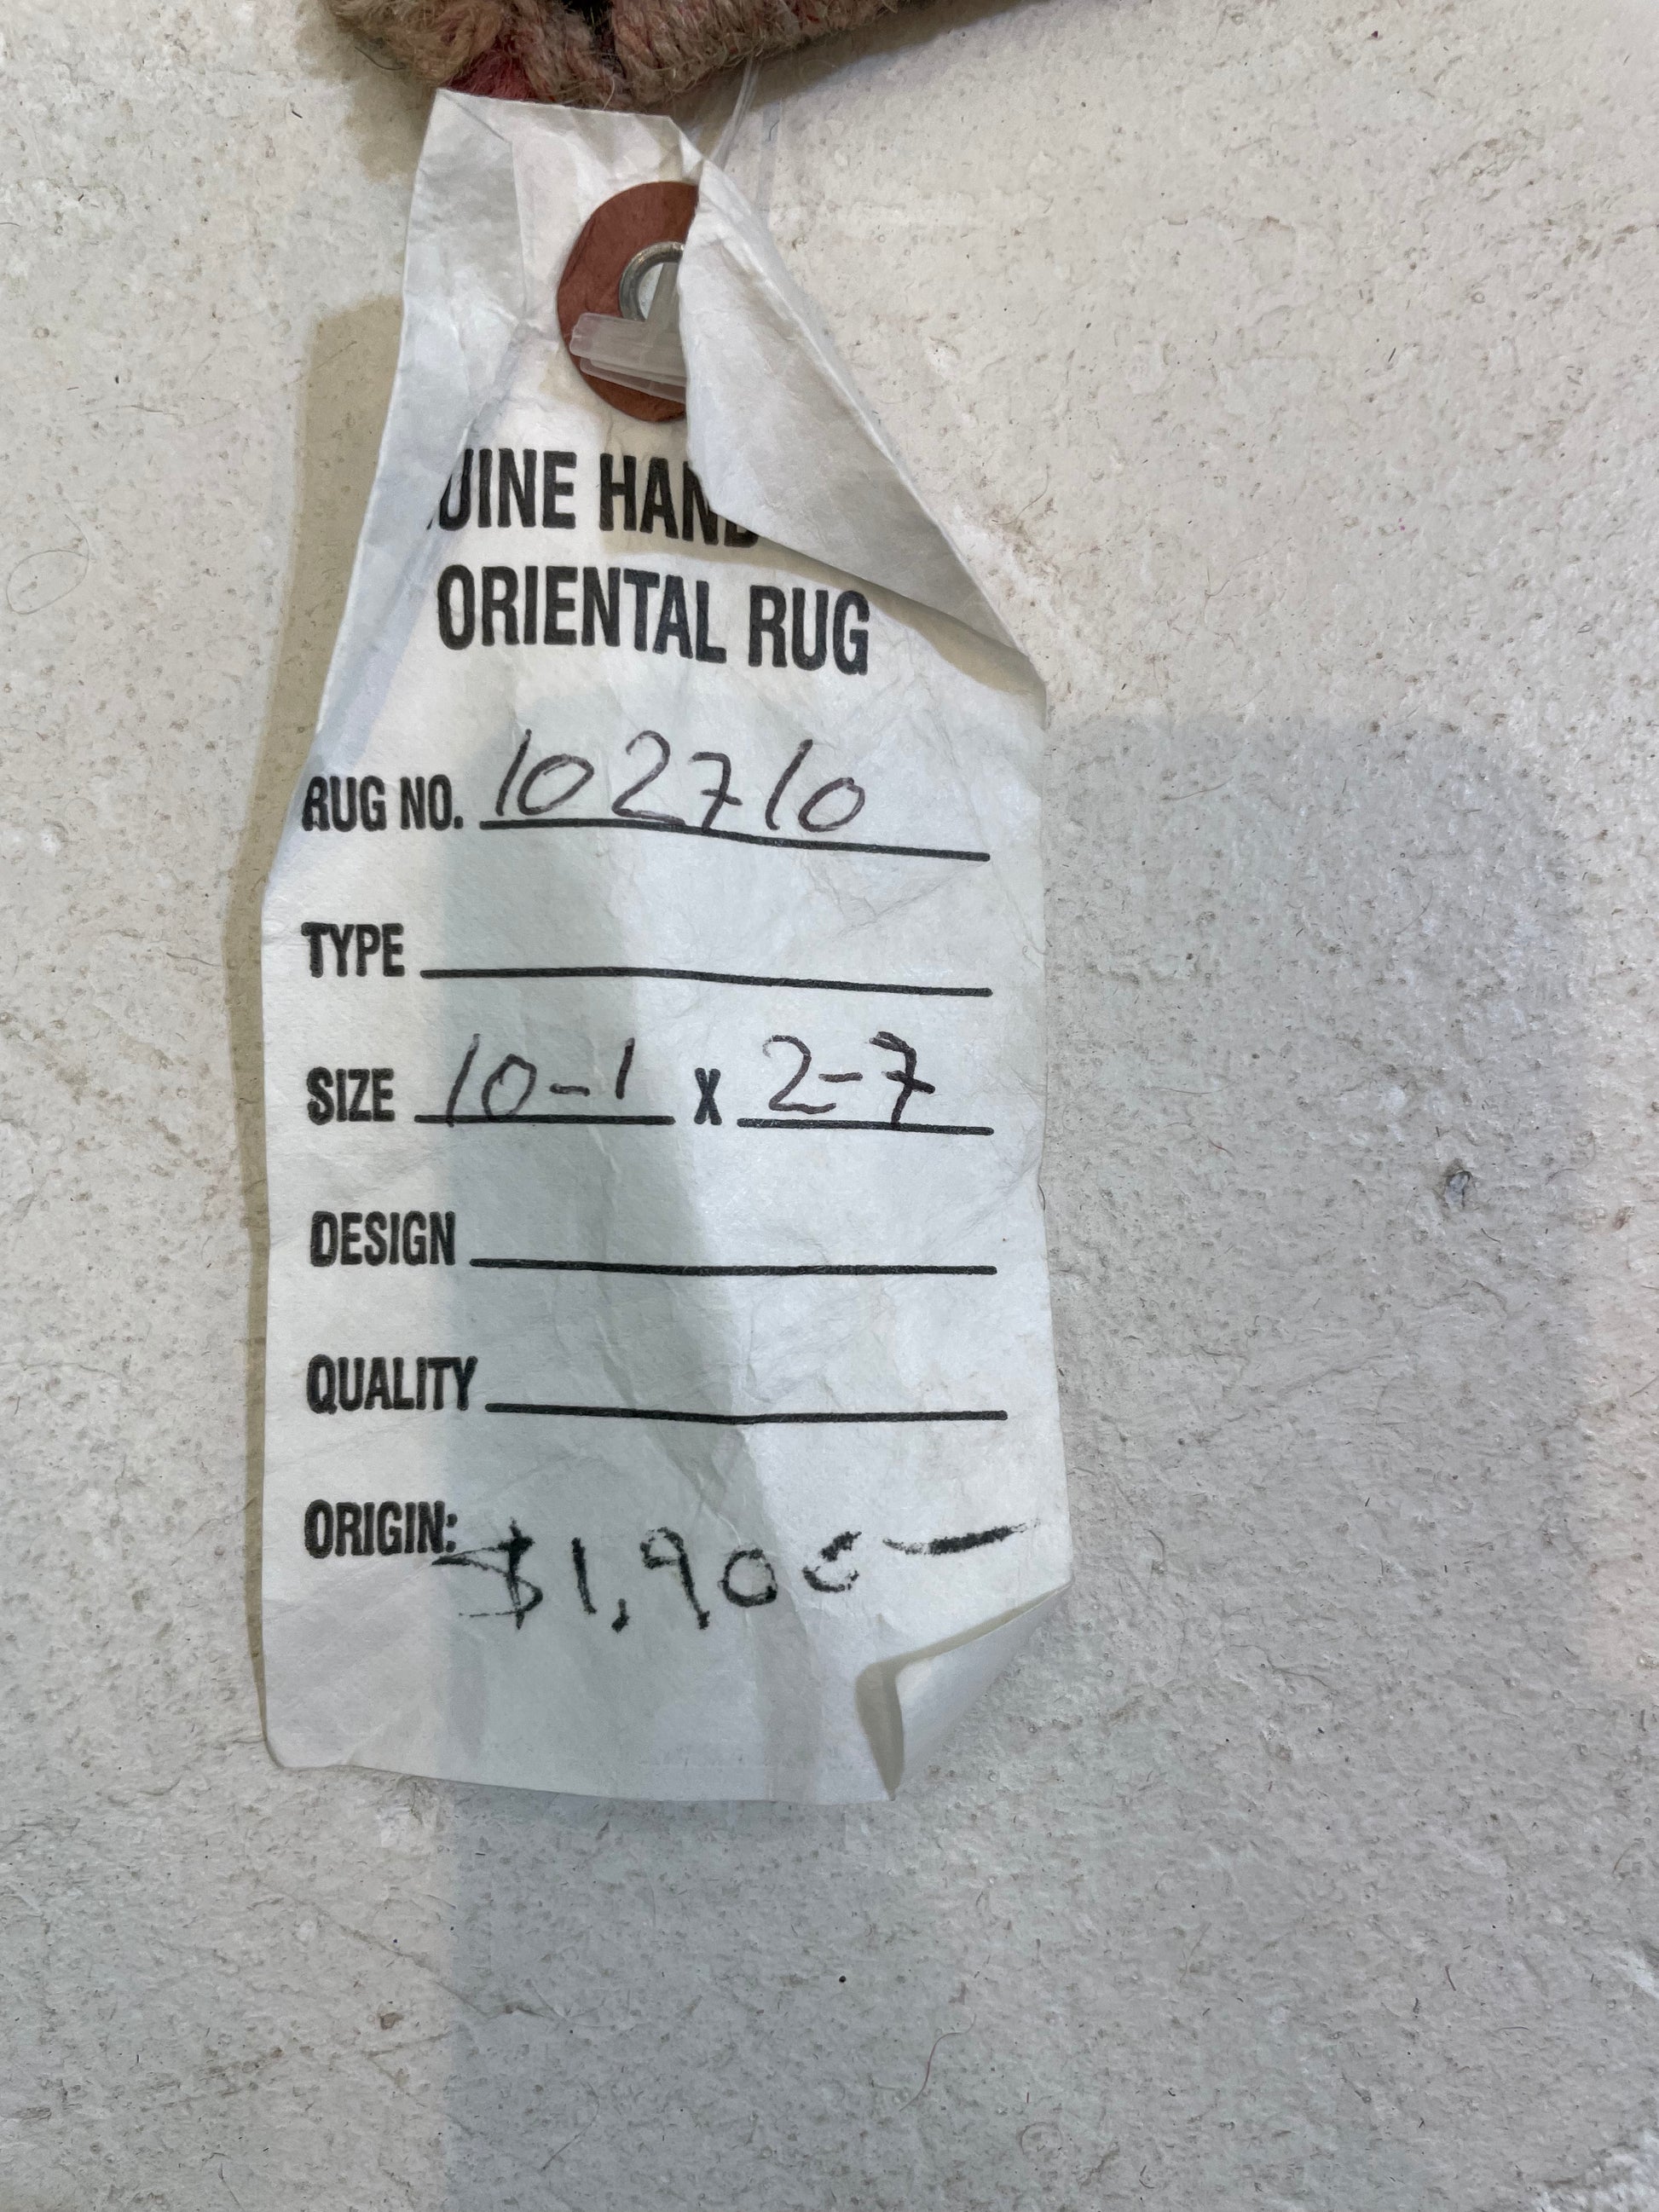 UINE HAND
ORIENTAL RUG
RUG NO. 102710
TYPE
SIZE 10-1 X 2-7
DESIGN
QUALITY
ORIGIN: $1,900—